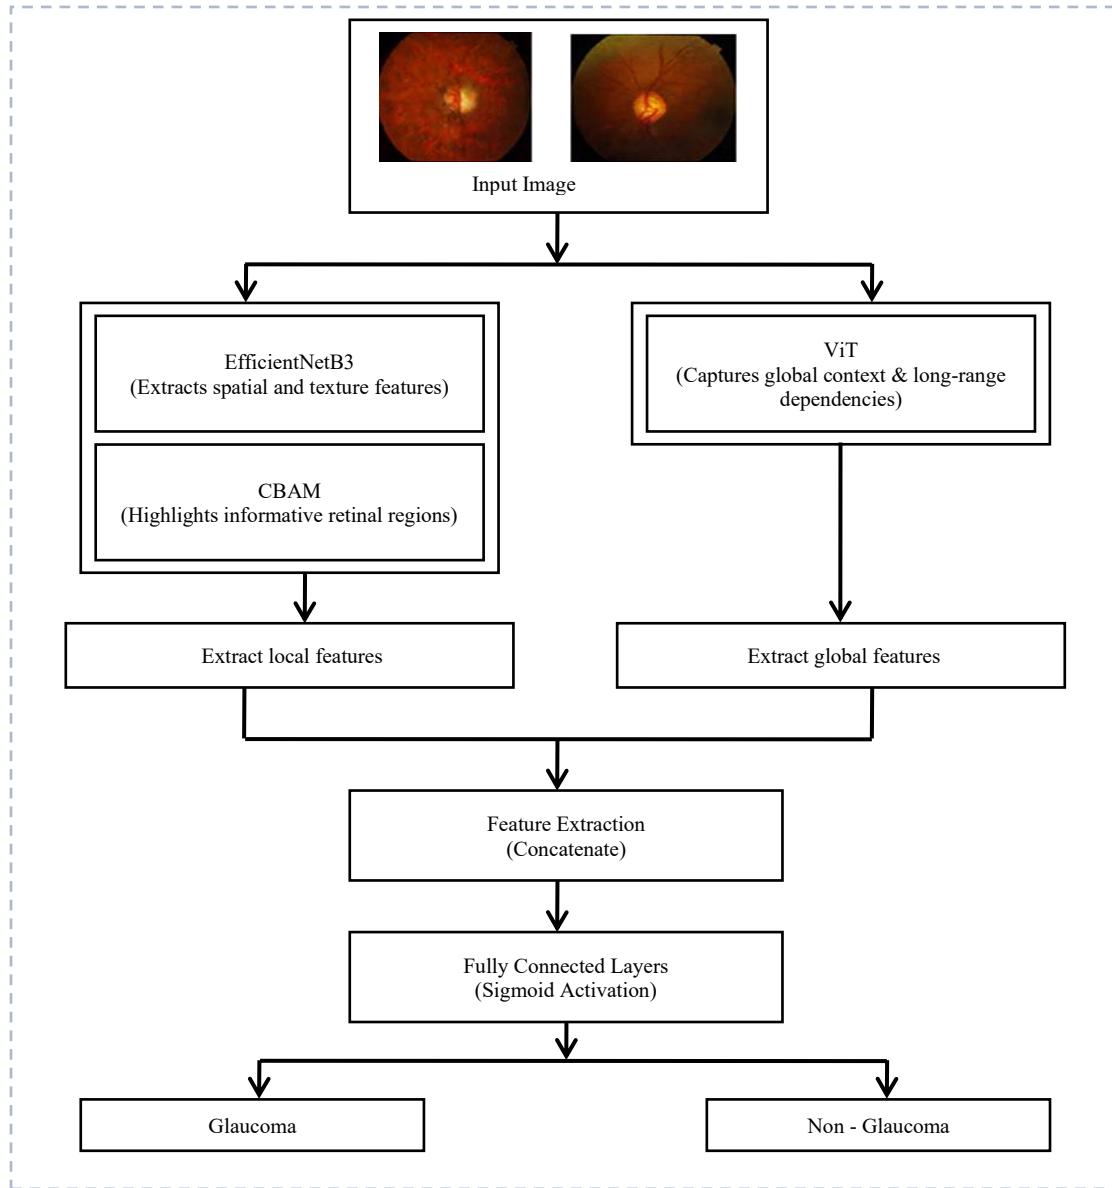 Input Image
EfficientNetB3
(Extracts spatial and texture features)
ViT
(Captures global context & long-range
dependencies)
CBAM
(Highlights informative retinal regions)
Extract local features
Extract global features
Feature Extraction
(Concatenate)
Fully Connected Layers
(Sigmoid Activation)
Glaucoma
Non - Glaucoma